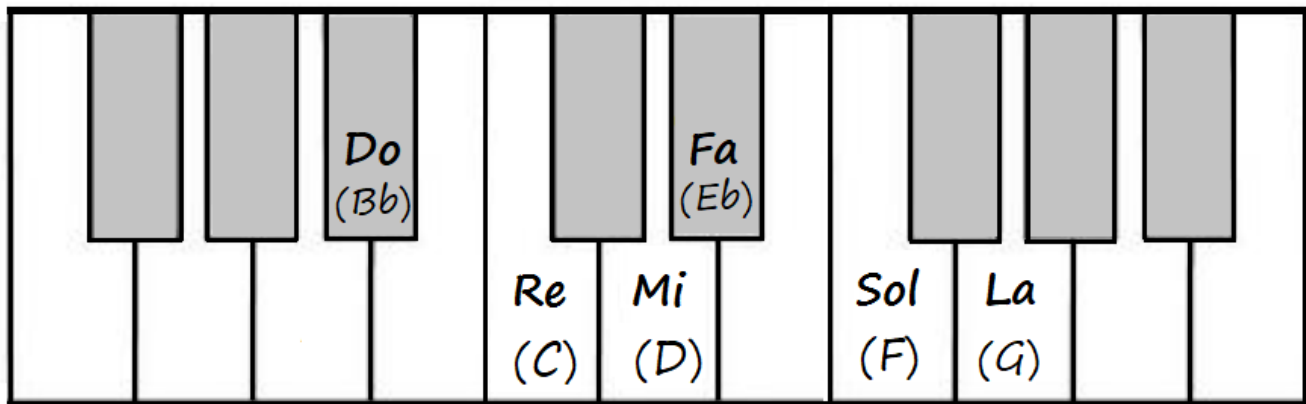 Do
(Bb)
Fa
(Eb)
Re
(C)
Mi
(D)
Sol
(F)
La
(G)